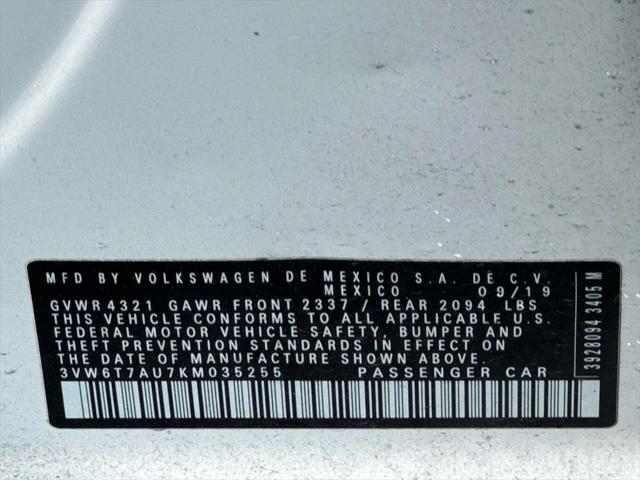 MFD BY VOLKSWAGEN DE MEXICO S.A. DE C.V.
MEXICO 09/19
GVWR 4321 GAWR FRONT 2337 / REAR 2094 LBS
THIS VEHICLE CONFORMS TO ALL APPLICABLE U.S.
FEDERAL MOTOR VEHICLE SAFETY, BUMPER AND
THEFT PREVENTION STANDARDS IN EFFECT ON
THE DATE OF MANUFACTURE SHOWN ABOVE.
3VW6T7AU7KM035255 PASSENGER CAR
3928094 3405 M